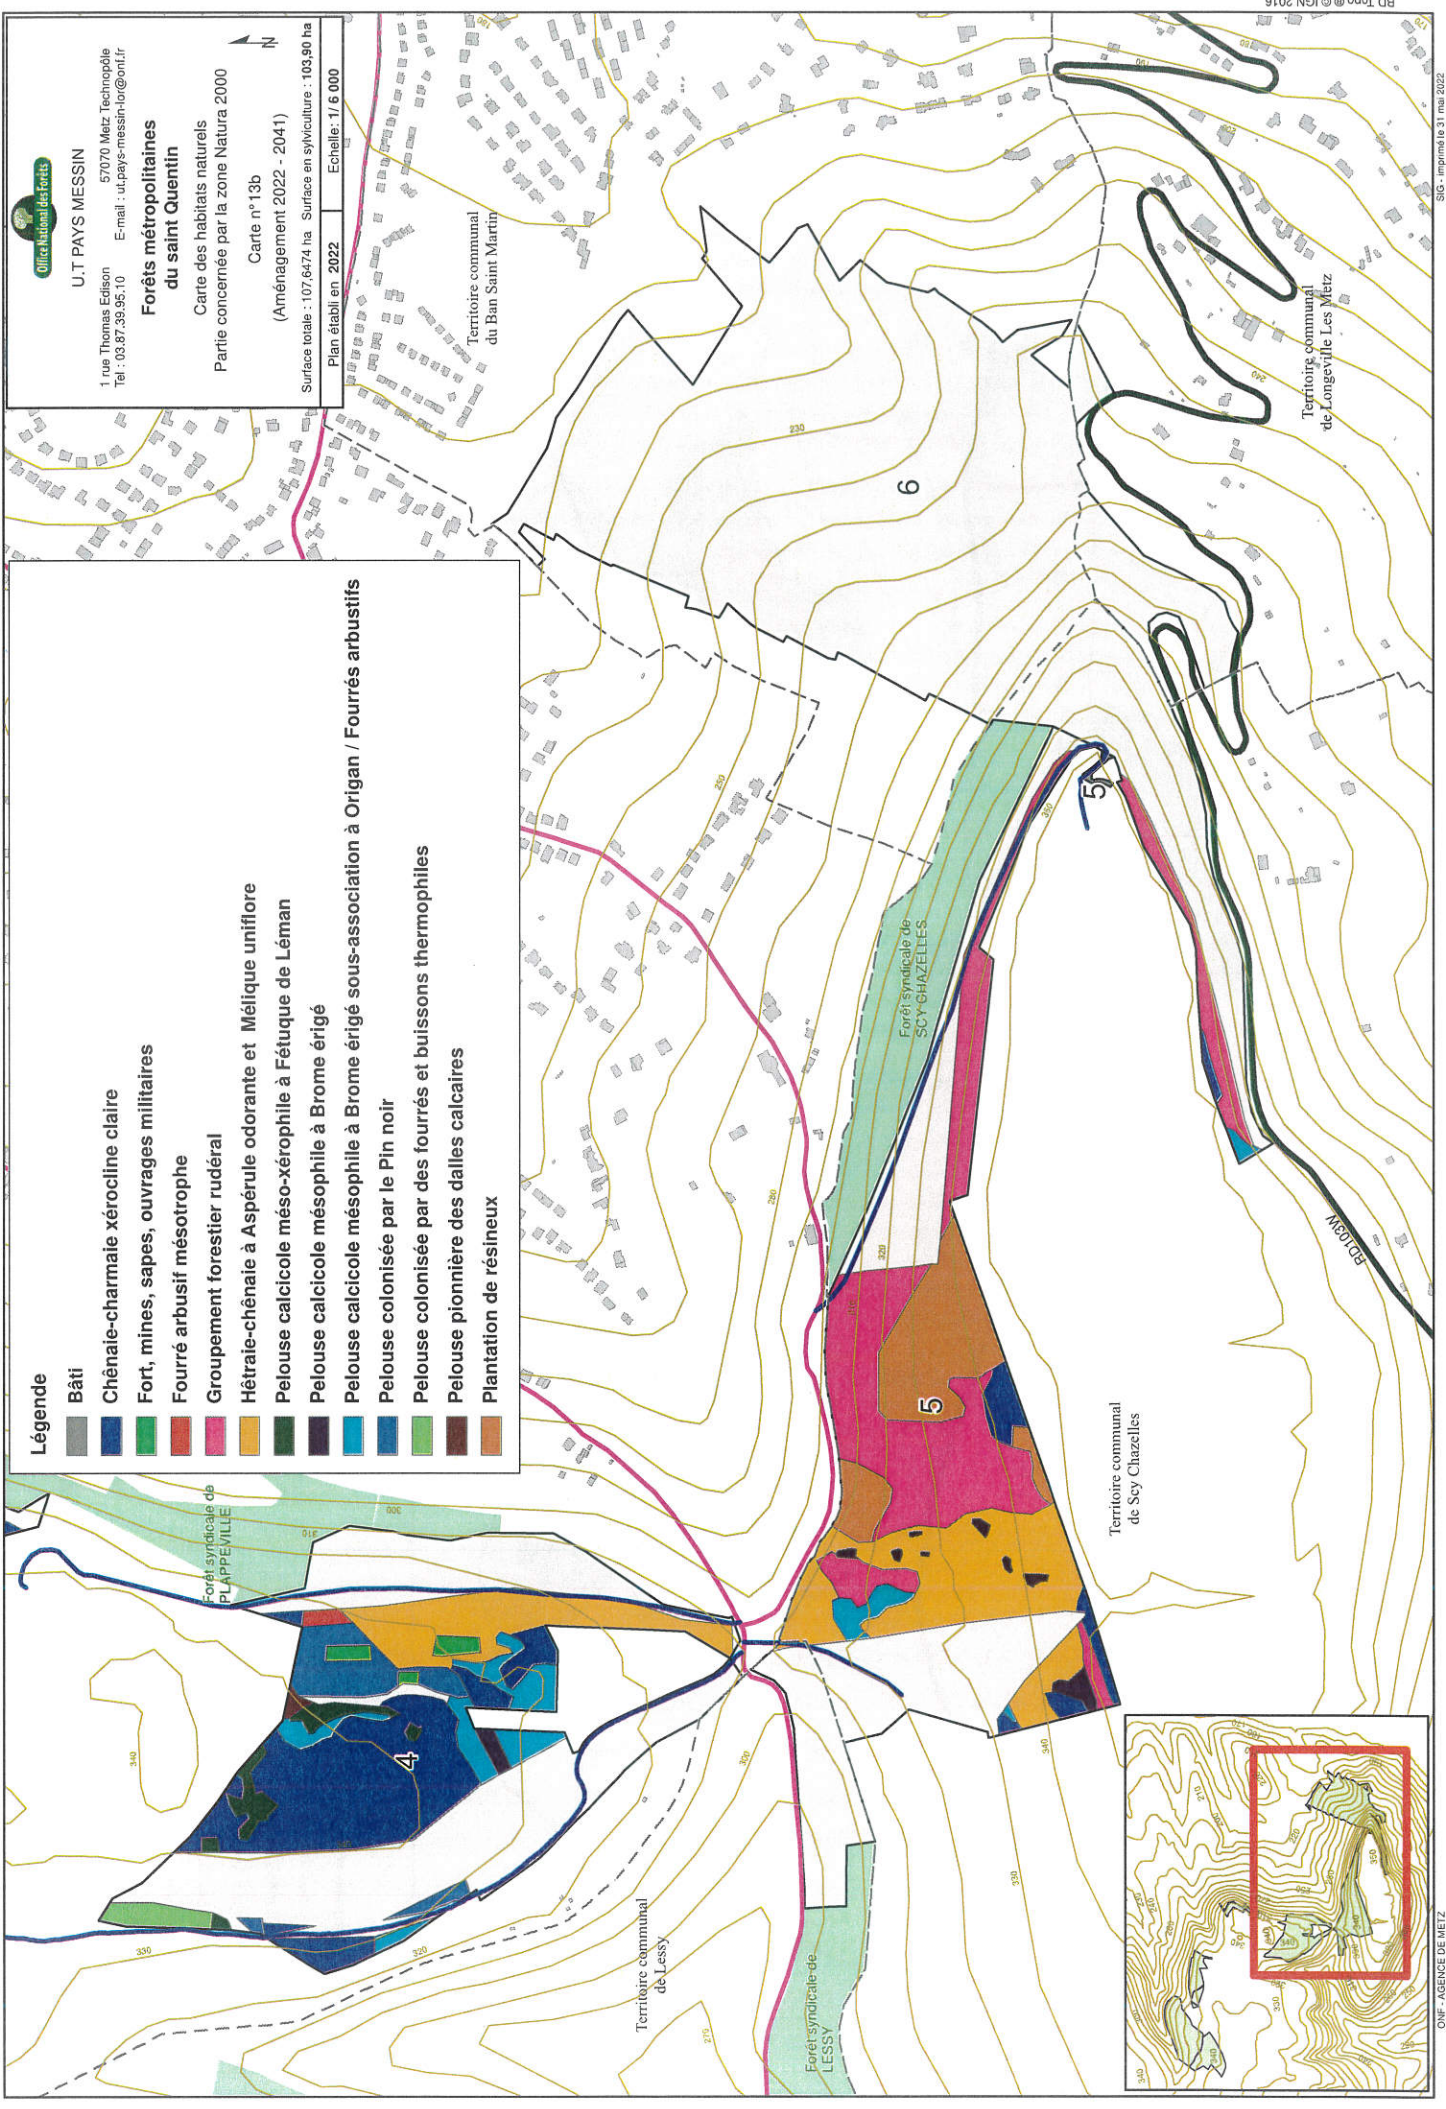 Office National des Forêts
U.T PAYS MESSIN
1 rue Thomas Edison 57070 Metz Technopôle
Tel : 03.87.39.95.10 E-mail : ut.pays-messin-lor@onf.fr
Forêts métropolitaines
du saint Quentin
Carte des habitats naturels
Partie concernée par la zone Natura 2000
N
Carte n°13b
(Aménagement 2022 - 2041)
Surface totale : 107,6474 ha Surface en sylviculture : 103,90 ha
Plan établi en 2022 Echelle: 1/ 6 000
Légende
Bâti
Chênaie-charmaie xérocline claire
Fort, mines, sapes, ouvrages militaires
Fourré arbusif mésotrophe
Groupement forestier rudéral
Hêtraie-chênaie à Aspérule odorante et Mélique uniflore
Pelouse calcicole méso-xérophile à Fétuque de Léman
Pelouse calcicole mésophile à Brome érigé
Pelouse calcicole mésophile à Brome érigé sous-association à Origan / Fourrés arbustifs
Pelouse colonisée par le Pin noir
Pelouse colonisée par des fourrés et buissons thermophiles
Pelouse pionnière des dalles calcaires
Plantation de résineux
Territoire communal
du Ban Saint Martin
Territoire communal
de Longeville Les Metz
Forêt syndicale de
PLAPPEVILLE
Forêt syndicale de
SCY-CHAZELLES
Territoire communal
de Scy Chazelles
Territoire communal
de Lessy
Forêt syndicale de
LESSY
RD103W
4
5
5
6
230
240
250
280
300
310
320
350
340
330
320
300
340
330
270
BD Topo ® © IGN 2016
SIG - imprimé le 31 mai 2022
ONF - AGENCE DE METZ